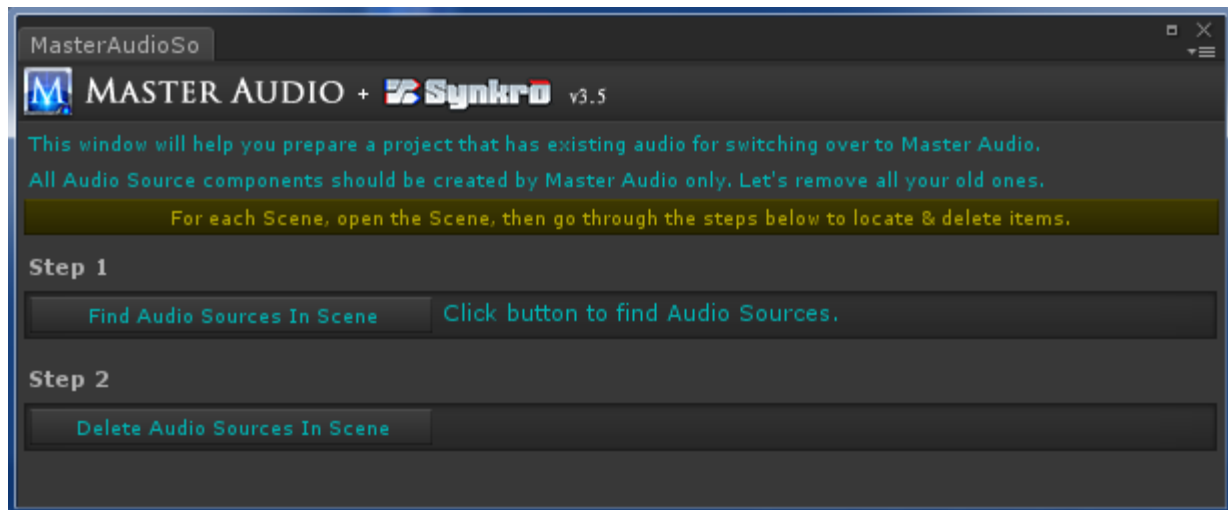 MasterAudioSo
M MASTER AUDIO + Synkro v3.5
This window will help you prepare a project that has existing audio for switching over to Master Audio.
All Audio Source components should be created by Master Audio only. Let's remove all your old ones.
For each Scene, open the Scene, then go through the steps below to locate & delete items.
Step 1
Find Audio Sources In Scene Click button to find Audio Sources.
Step 2
Delete Audio Sources In Scene